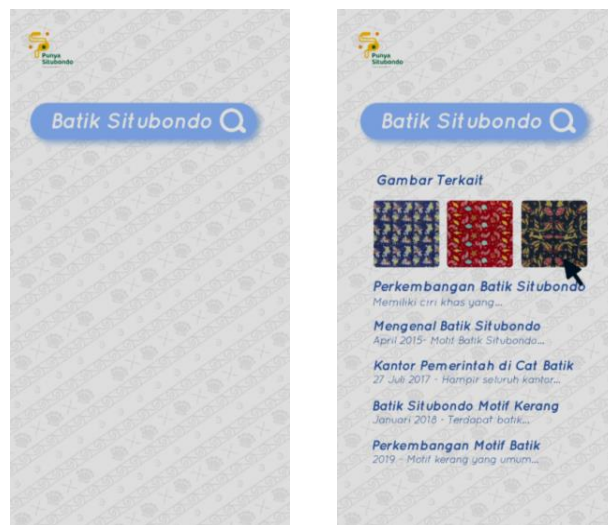 Punya
Situbondo
Batik Situbondo
Punya
Situbondo
Batik Situbondo
Gambar Terkait
Perkembangan Batik Situbondo
Memiliki ciri khas yang...
Mengenal Batik Situbondo
April 2015- Motif Batik Situbondo...
Kantor Pemerintah di Cat Batik
27 Juli 2017 - Hampir seluruh kantor...
Batik Situbondo Motif Kerang
Januari 2018 - Terdapat batik...
Perkembangan Motif Batik
2019 - Motif kerang yang umum...